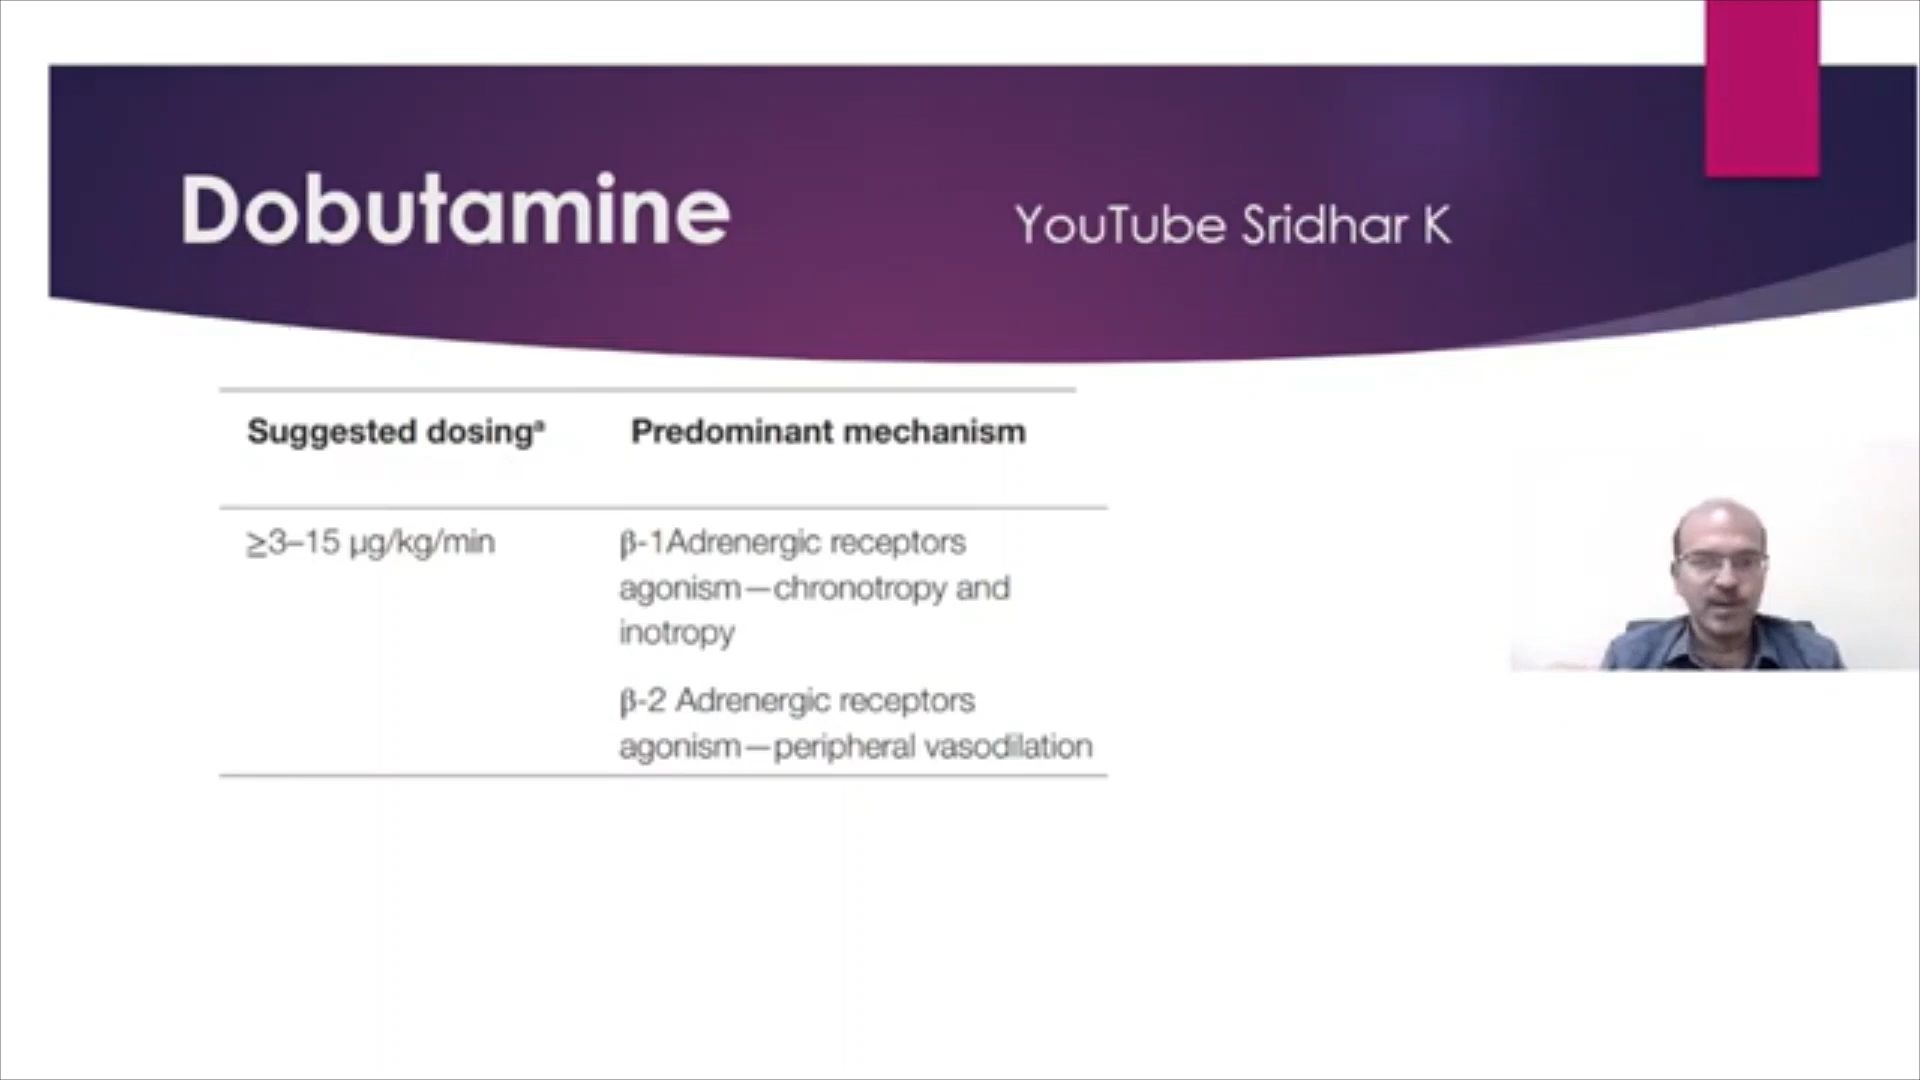 Dobutamine
YouTube Sridhar K
Suggested dosingᵃ
Predominant mechanism
≥3–15 µg/kg/min
β-1Adrenergic receptors
agonism—chronotropy and
inotropy
β-2 Adrenergic receptors
agonism—peripheral vasodilation